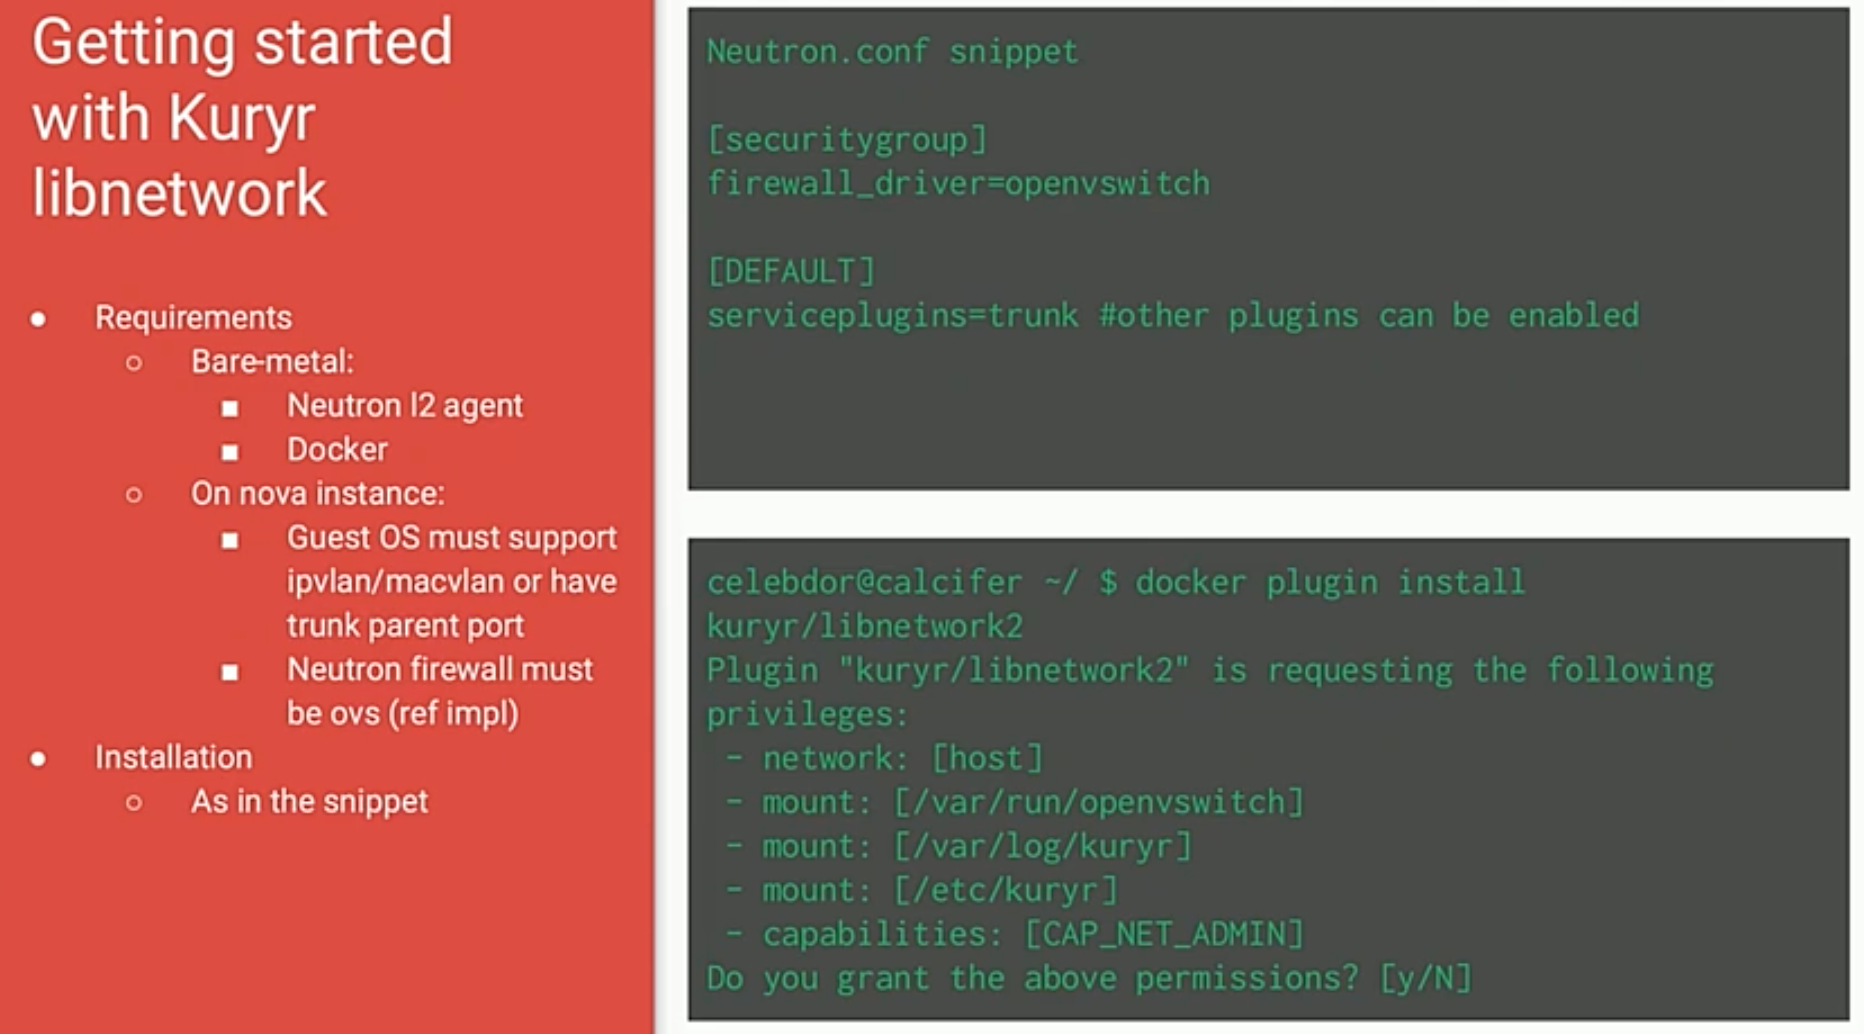 Getting started
with Kuryr
libnetwork
● Requirements
○ Bare-metal:
■ Neutron l2 agent
■ Docker
○ On nova instance:
■ Guest OS must support
ipvlan/macvlan or have
trunk parent port
■ Neutron firewall must
be ovs (ref impl)
● Installation
○ As in the snippet
Neutron.conf snippet
[securitygroup]
firewall_driver=openvswitch
[DEFAULT]
serviceplugins=trunk #other plugins can be enabled
celebdor@calcifer ~/ $ docker plugin install
kuryr/libnetwork2
Plugin "kuryr/libnetwork2" is requesting the following
privileges:
- network: [host]
- mount: [/var/run/openvswitch]
- mount: [/var/log/kuryr]
- mount: [/etc/kuryr]
- capabilities: [CAP_NET_ADMIN]
Do you grant the above permissions? [y/N]